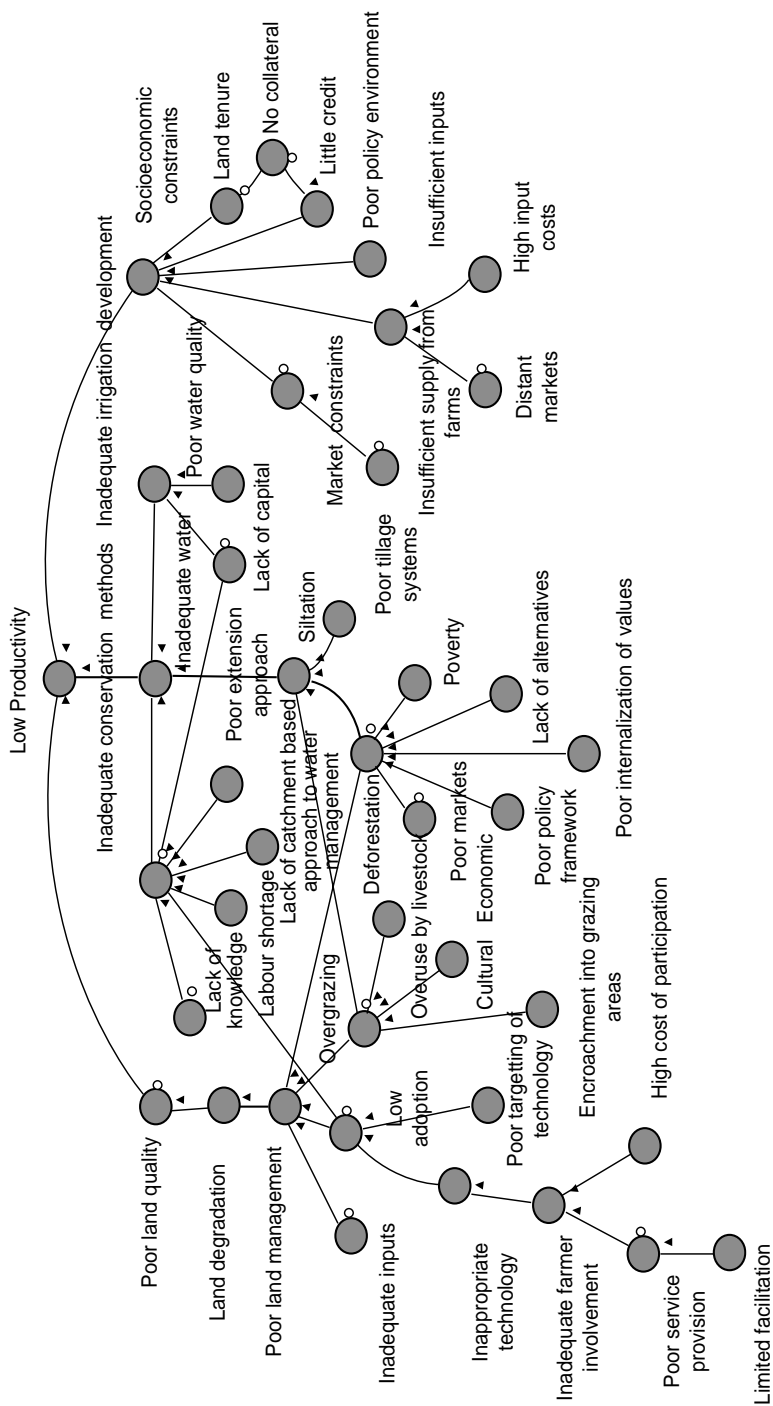 Low Productivity
Inadequate conservation methods
Inadequate irrigation development
Socioeconomic
constraints
Land tenure
No collateral
Little credit
Poor policy environment
Insufficient inputs
High input
costs
Distant
markets
Market constraints
Insufficient supply from
farms
Poor water quality
Lack of capital
Inadequate water
Poor extension
approach
Siltation
Poor tillage
systems
Poverty
Lack of alternatives
Poor internalization of values
Poor policy
framework
Poor markets
Deforestation
Lack of catchment based
approach to water
management
Labour shortage
Lack of
knowledge
Overgrazing
Overuse by livestock
Economic
Cultural
Encroachment into grazing
areas
Poor land quality
Land degradation
Poor land management
Inadequate inputs
Low
adoption
Poor targetting of
technology
High cost of participation
Inappropriate
technology
Inadequate farmer
involvement
Poor service
provision
Limited facilitation